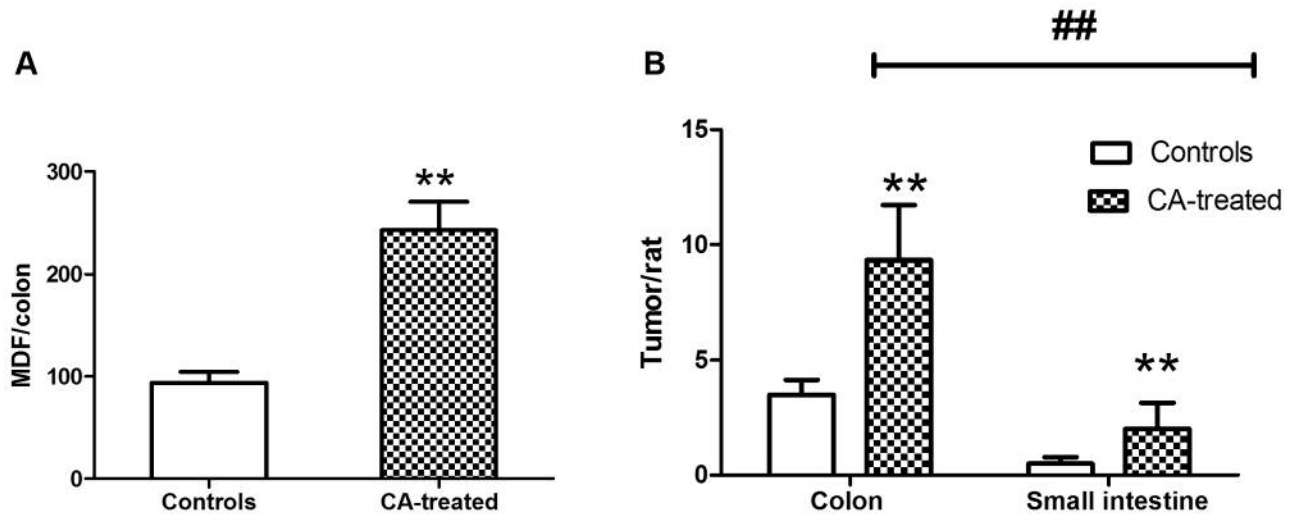 A
MDF/colon
300
200
100
0
**
Controls
CA-treated
##
B
Tumor/rat
15
10
5
0
Controls
CA-treated
**
**
Colon
Small intestine